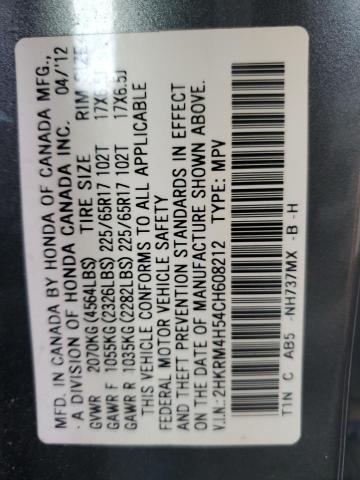 MFD. IN CANADA BY HONDA OF CANADA MFG.,
A DIVISION OF HONDA CANADA INC. 04/12
GVWR 2070KG (4564LBS) TIRE SIZE RIM SIZE
GAWR F 1055KG (2326LBS) 225/65R17 102T 17X6.5J
GAWR R 1035KG (2282LBS) 225/65R17 102T 17X6.5J
THIS VEHICLE CONFORMS TO ALL APPLICABLE
FEDERAL MOTOR VEHICLE SAFETY, BUMPER,
AND THEFT PREVENTION STANDARDS IN EFFECT
ON THE DATE OF MANUFACTURE SHOWN ABOVE.
V.I.N.: 2HKRM4H54CH608212 TYPE: MPV
T1N C AB5 -NH737MX -B -H